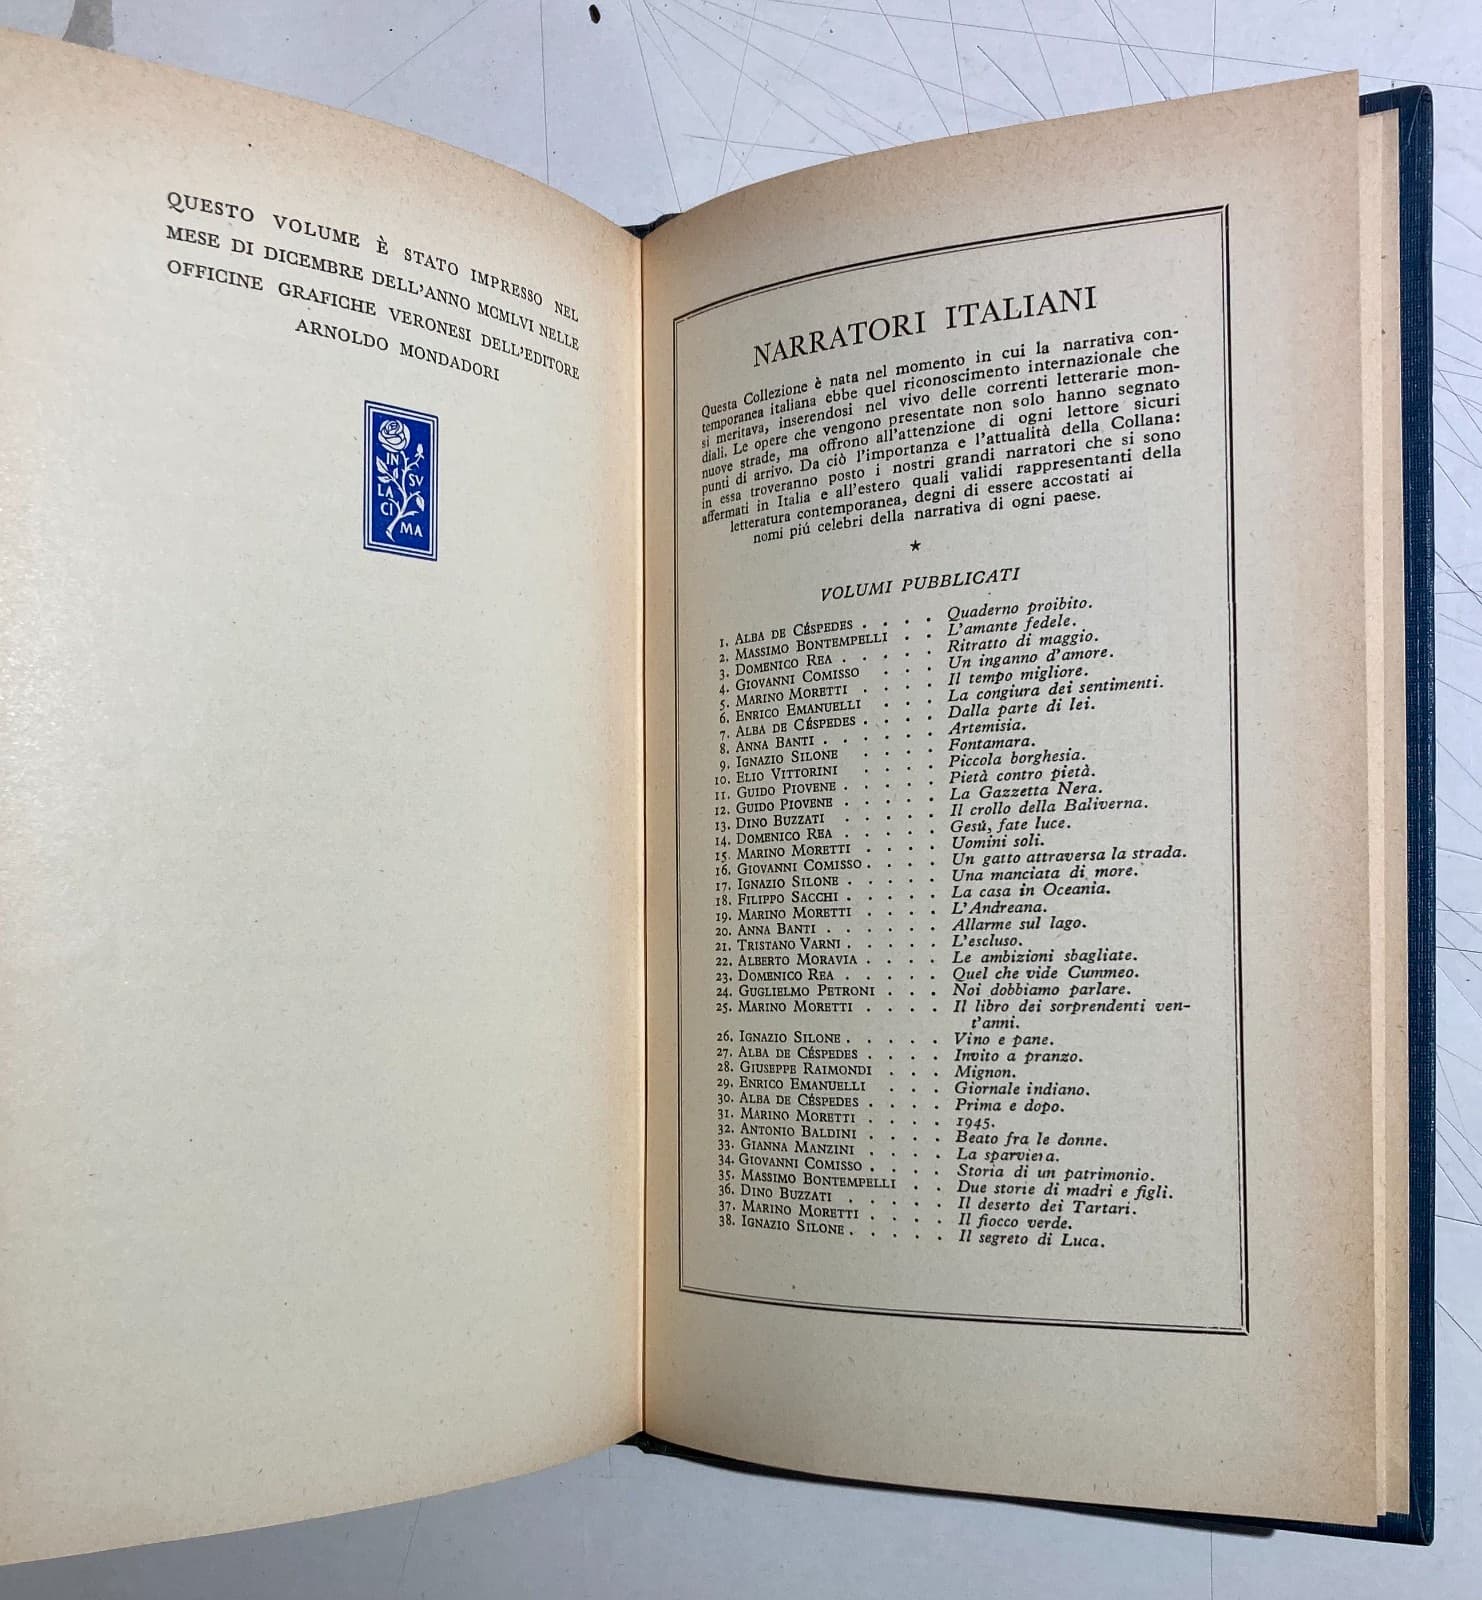 QUESTO VOLUME È STATO IMPRESSO NEL
MESE DI DICEMBRE DELL'ANNO MCMLVI NELLE
OFFICINE GRAFICHE VERONESI DELL'EDITORE
ARNOLDO MONDADORI
IN
SV
LA
CI
MA
NARRATORI ITALIANI
Questa Collezione è nata nel momento in cui la narrativa con-
temporanea italiana ebbe quel riconoscimento internazionale che
si meritava, inserendosi nel vivo delle correnti letterarie mon-
diali. Le opere che vengono presentate non solo hanno segnato
nuove strade, ma offrono all'attenzione di ogni lettore sicuri
punti di arrivo. Da ciò l'importanza e l'attualità della Collana:
in essa troveranno posto i nostri grandi narratori che si sono
affermati in Italia e all'estero quali validi rappresentanti della
letteratura contemporanea, degni di essere accostati ai
nomi piú celebri della narrativa di ogni paese.
★
VOLUMI PUBBLICATI
1. ALBA DE CÉSPEDES . . . . Quaderno proibito.
2. MASSIMO BONTEMPELLI . . L'amante fedele.
3. DOMENICO REA . . . . . Ritratto di maggio.
4. GIOVANNI COMISSO . . . Un inganno d'amore.
5. MARINO MORETTI . . . . Il tempo migliore.
6. ENRICO EMANUELLI . . . La congiura dei sentimenti.
7. ALBA DE CÉSPEDES . . . . Dalla parte di lei.
8. ANNA BANTI . . . . . . Artemisia.
9. IGNAZIO SILONE . . . . Fontamara.
10. ELIO VITTORINI . . . . Piccola borghesia.
11. GUIDO PIOVENE . . . . . Pietà contro pietà.
12. GUIDO PIOVENE . . . . . La Gazzetta Nera.
13. DINO BUZZATI . . . . . Il crollo della Baliverna.
14. DOMENICO REA . . . . . Gesú, fate luce.
15. MARINO MORETTI . . . . Uomini soli.
16. GIOVANNI COMISSO . . . . Un gatto attraversa la strada.
17. IGNAZIO SILONE . . . . . Una manciata di more.
18. FILIPPO SACCHI . . . . . La casa in Oceania.
19. MARINO MORETTI . . . . L'Andreana.
20. ANNA BANTI . . . . . . Allarme sul lago.
21. TRISTANO VARNI . . . . . L'escluso.
22. ALBERTO MORAVIA . . . . Le ambizioni sbagliate.
23. DOMENICO REA . . . . . Quel che vide Cummeo.
24. GUGLIELMO PETRONI . . . Noi dobbiamo parlare.
25. MARINO MORETTI . . . . Il libro dei sorprendenti ven-
t'anni.
26. IGNAZIO SILONE . . . . . Vino e pane.
27. ALBA DE CÉSPEDES . . . . Invito a pranzo.
28. GIUSEPPE RAIMONDI . . . Mignon.
29. ENRICO EMANUELLI . . . Giornale indiano.
30. ALBA DE CÉSPEDES . . . . Prima e dopo.
31. MARINO MORETTI . . . . 1945.
32. ANTONIO BALDINI . . . . Beato fra le donne.
33. GIANNA MANZINI . . . . La sparviera.
34. GIOVANNI COMISSO . . . . Storia di un patrimonio.
35. MASSIMO BONTEMPELLI . . Due storie di madri e figli.
36. DINO BUZZATI . . . . . Il deserto dei Tartari.
37. MARINO MORETTI . . . . Il fiocco verde.
38. IGNAZIO SILONE . . . . . Il segreto di Luca.